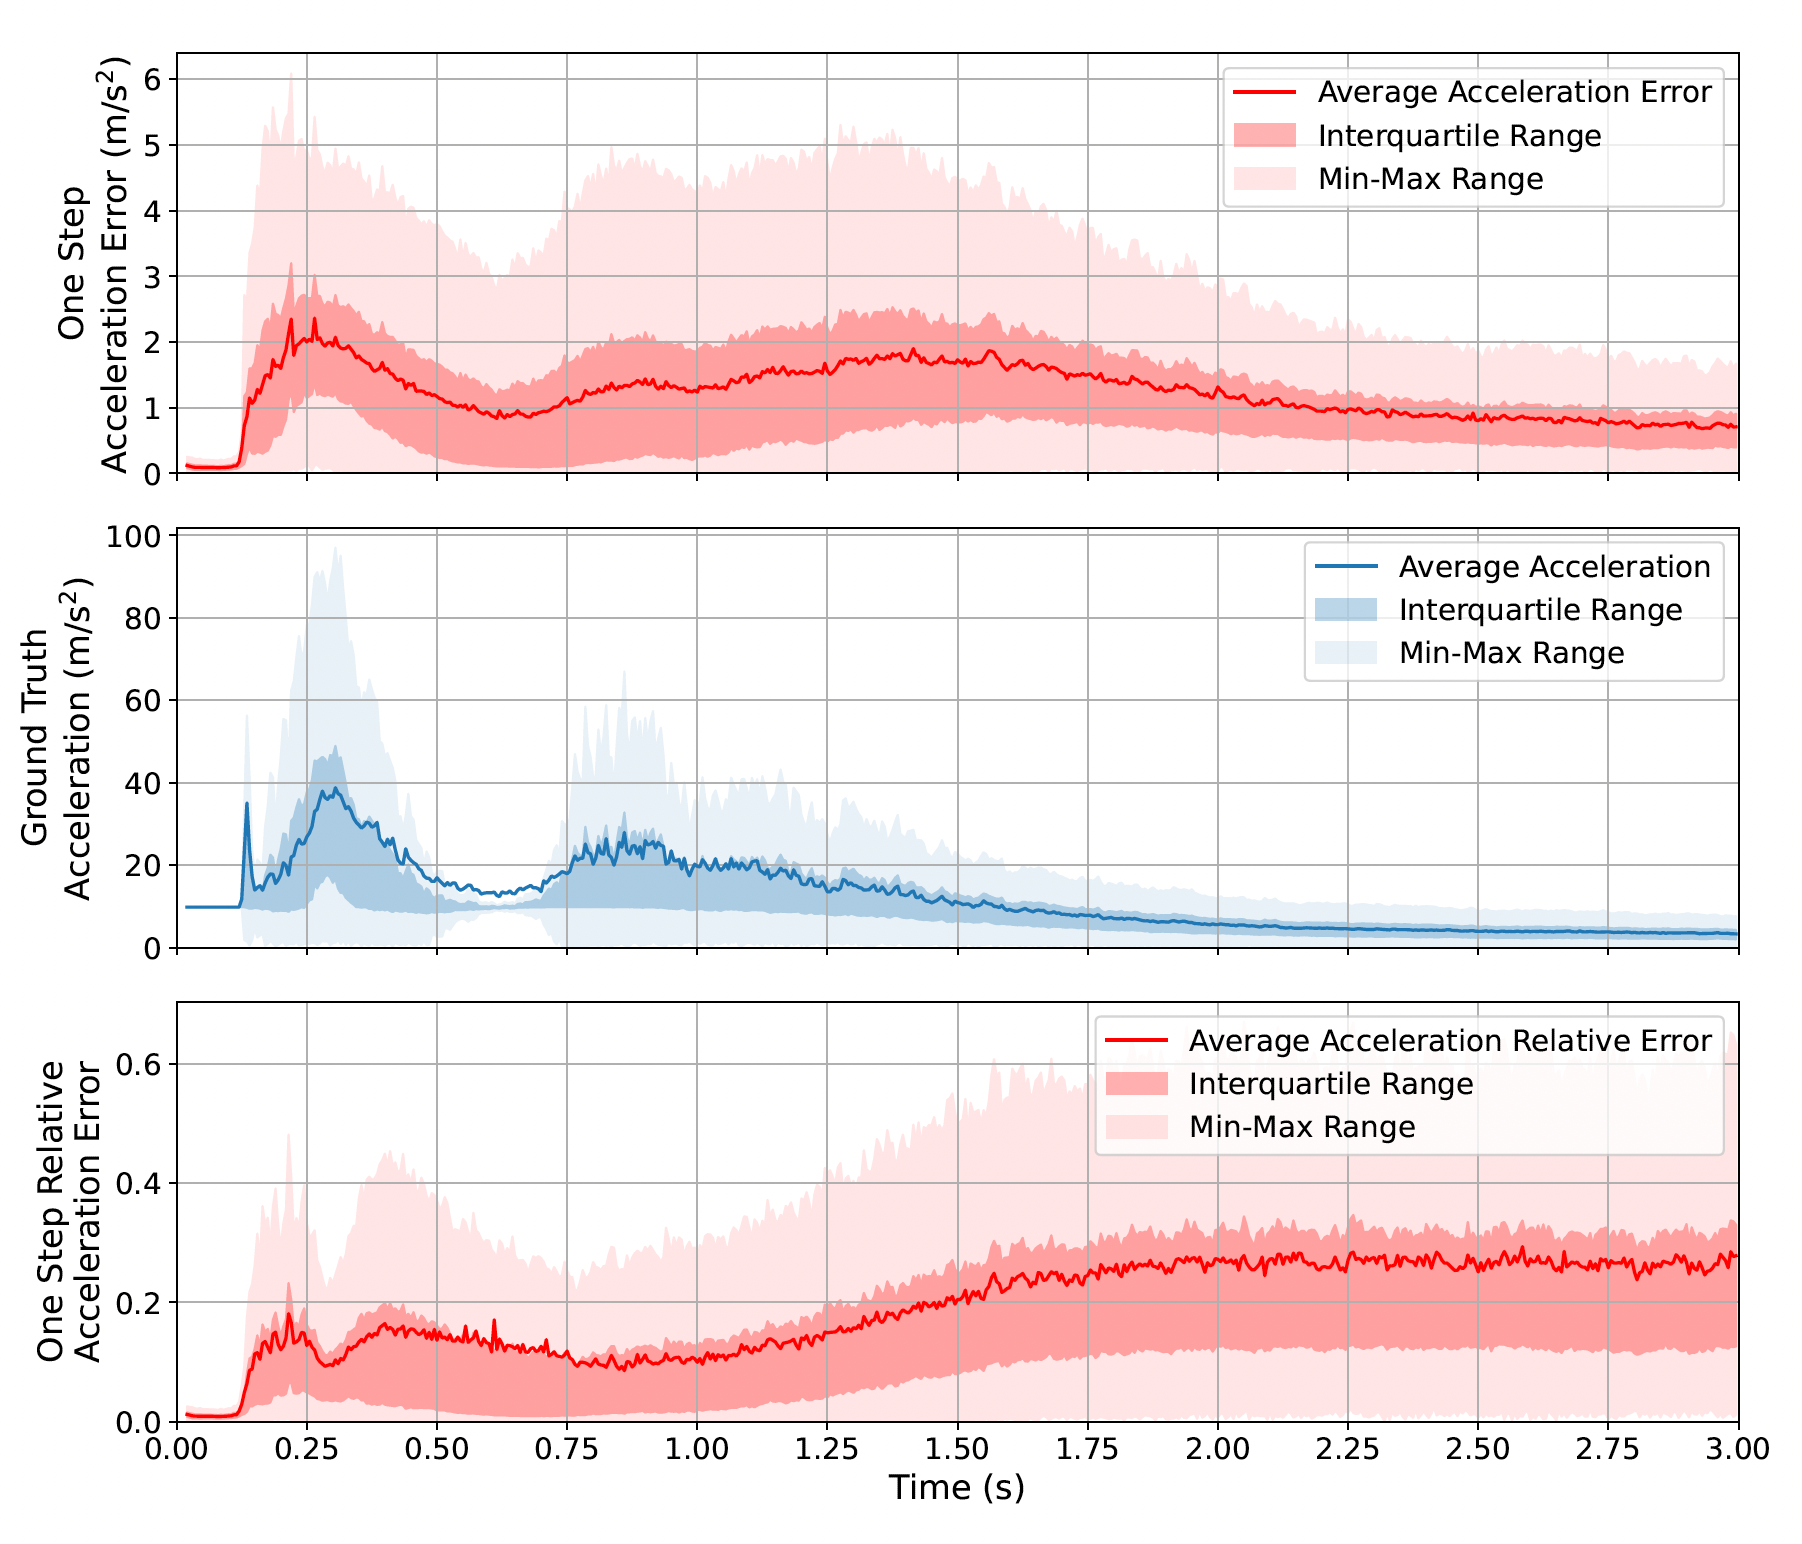 One Step
Acceleration Error (m/s²)
6
5
4
3
2
1
0
Average Acceleration Error
Interquartile Range
Min-Max Range
Ground Truth
Acceleration (m/s²)
100
80
60
40
20
0
Average Acceleration
Interquartile Range
Min-Max Range
One Step Relative
Acceleration Error
0.6
0.4
0.2
0.0
Average Acceleration Relative Error
Interquartile Range
Min-Max Range
0.00 0.25 0.50 0.75 1.00 1.25 1.50 1.75 2.00 2.25 2.50 2.75 3.00
Time (s)